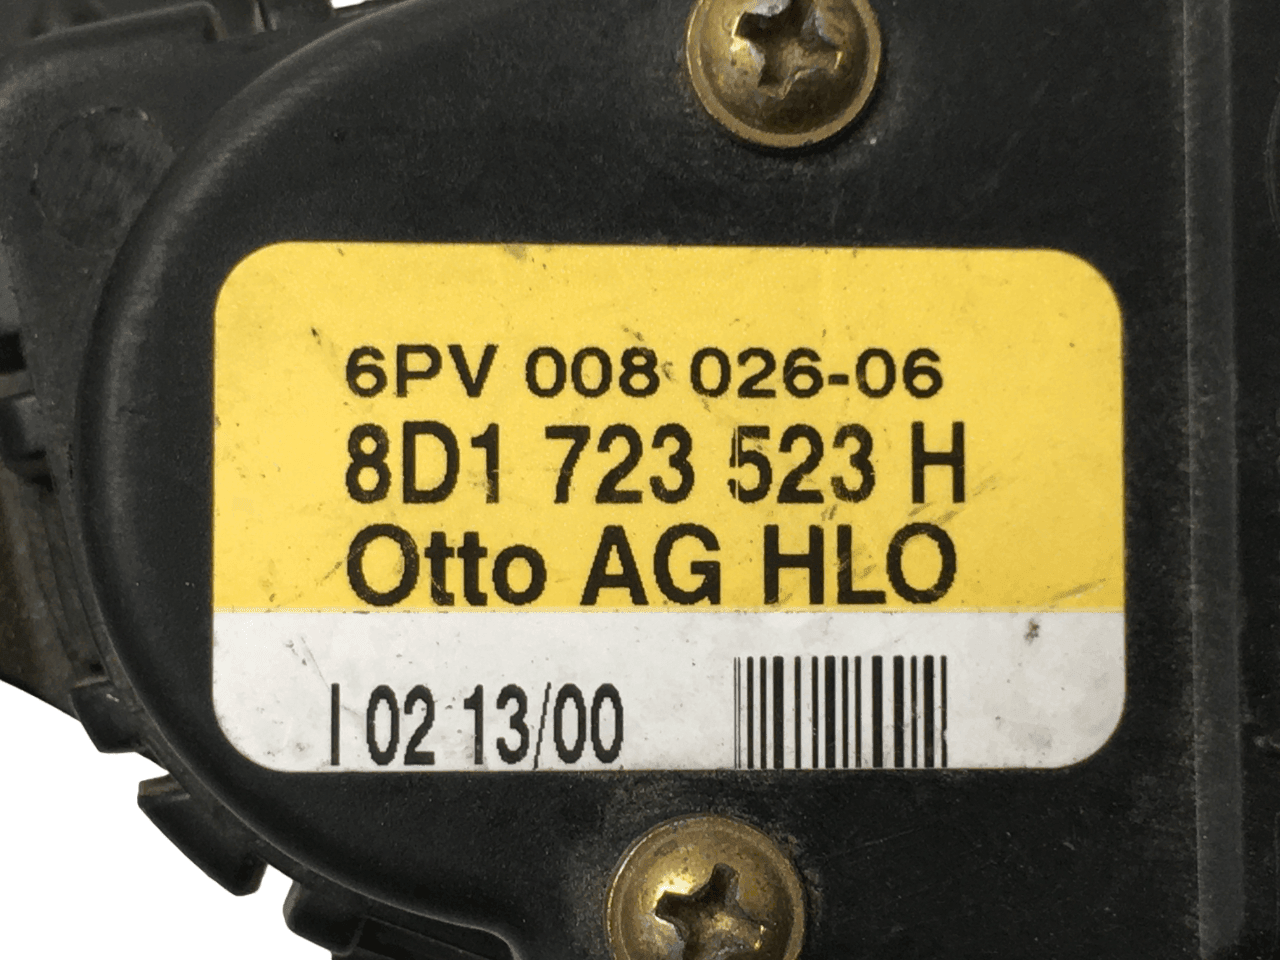 6PV 008 026-06
8D1 723 523 H
Otto AG HLO
I 02 13/00